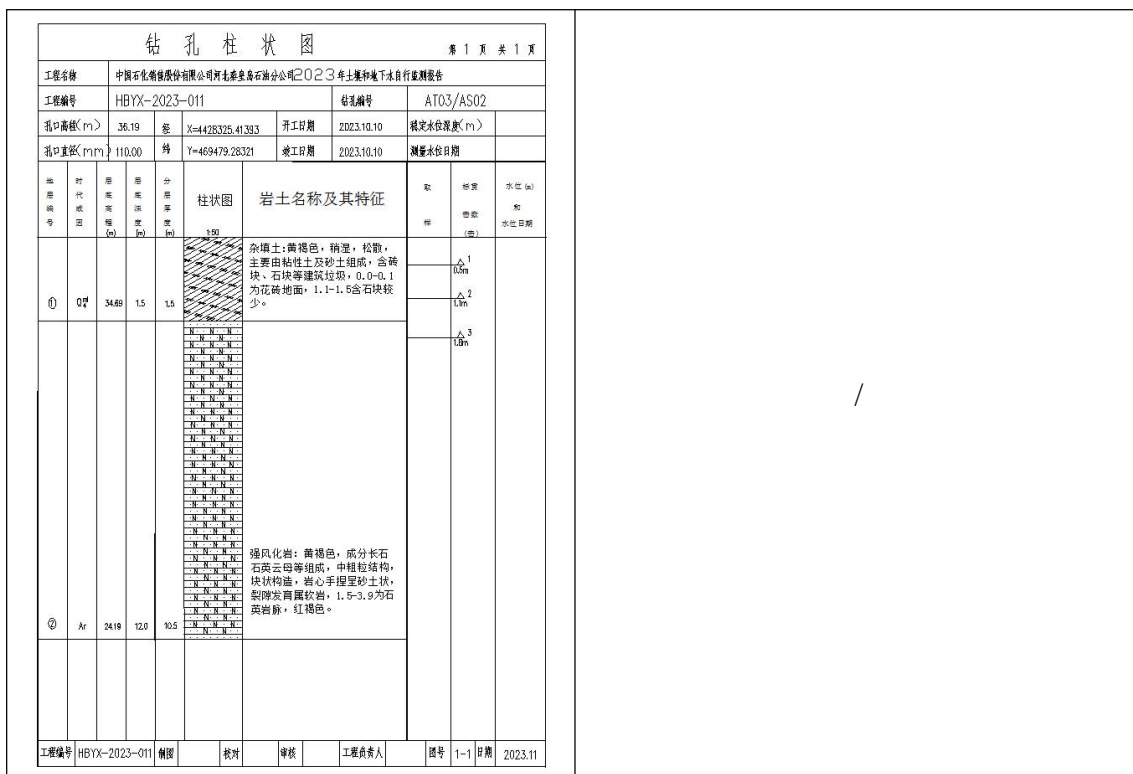 钻 孔 柱 状 图
第 1 页 共 1 页
工程名称 中国石化销售股份有限公司河北秦皇岛石油分公司2023年土壤和地下水自行监测报告
工程编号 HBYX-2023-011 钻孔编号 AT03/AS02
孔口高程(m) 36.19 经 X=4428325.41393 开工日期 2023.10.10 稳定水位深度(m)
孔口直径(mm) 110.00 纬 Y=469479.28321 竣工日期 2023.10.10 测量水位日期
地层编号 时代成因 层底高程(m) 层底深度(m) 分层厚度(m) 柱状图 1:50 岩土名称及其特征 取样 标贯击数(击) 水位(m)和水位日期
杂填土:黄褐色，稍湿，松散，
主要由粘性土及砂土组成，含砖
块、石块等建筑垃圾，0.0-0.1
为花砖地面，1.1-1.5含石块较
少。
① Q4ml 34.69 1.5 1.5
1
0.5m
2
1.1m
3
1.8m
强风化岩：黄褐色，成分长石
石英云母等组成，中粗粒结构，
块状构造，岩心手捏呈砂土状，
裂隙发育属软岩，1.5-3.9为石
英岩脉，红褐色。
② Ar 24.19 12.0 10.5
工程编号 HBYX-2023-011 制图 校对 审核 工程负责人 图号 1-1 日期 2023.11
/